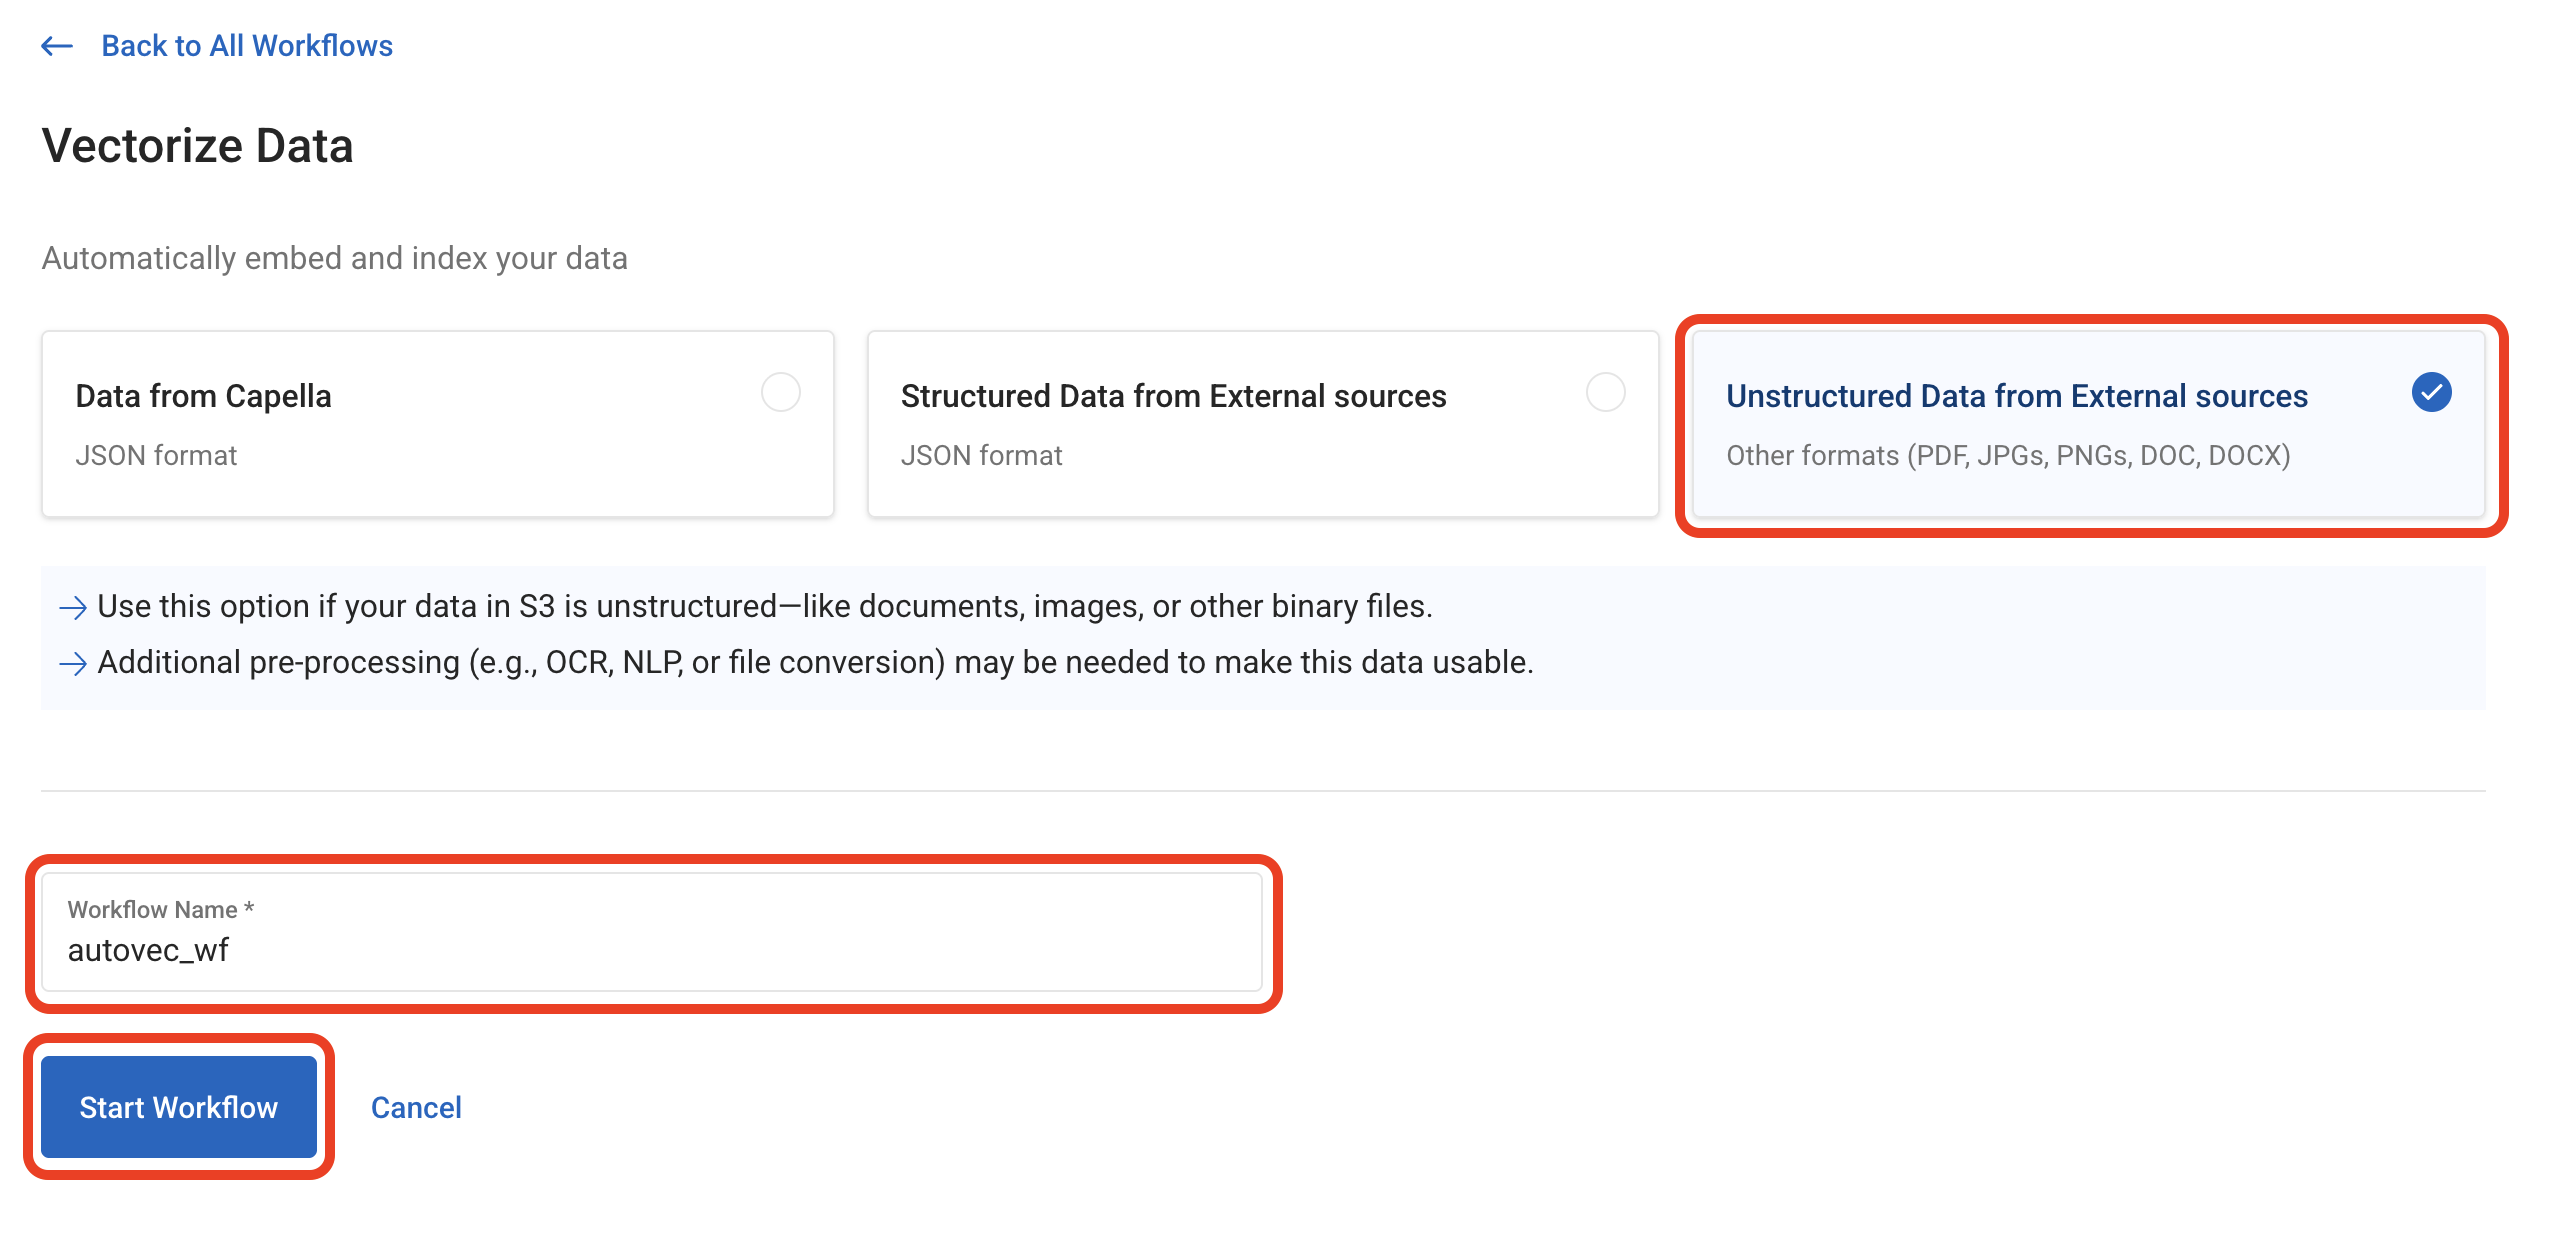 Back to All Workflows
Vectorize Data
Automatically embed and index your data
Data from Capella
JSON format
Structured Data from External sources
JSON format
Unstructured Data from External sources
Other formats (PDF, JPGs, PNGs, DOC, DOCX)
Use this option if your data in S3 is unstructured—like documents, images, or other binary files.
Additional pre-processing (e.g., OCR, NLP, or file conversion) may be needed to make this data usable.
Workflow Name *
autovec_wf
Start Workflow
Cancel